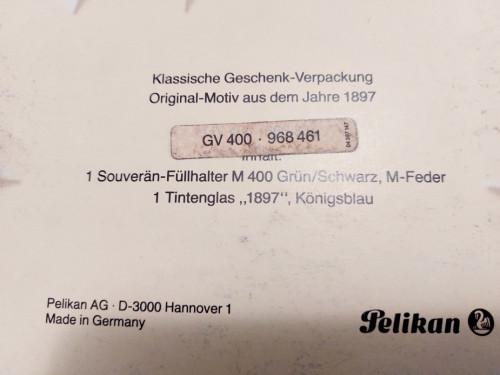 Klassische Geschenk-Verpackung
Original-Motiv aus dem Jahre 1897
GV 400 · 968 461
Inhalt:
1 Souverän-Füllhalter M 400 Grün/Schwarz, M-Feder
1 Tintenglas „1897“, Königsblau
Pelikan AG · D-3000 Hannover 1
Made in Germany
Pelikan